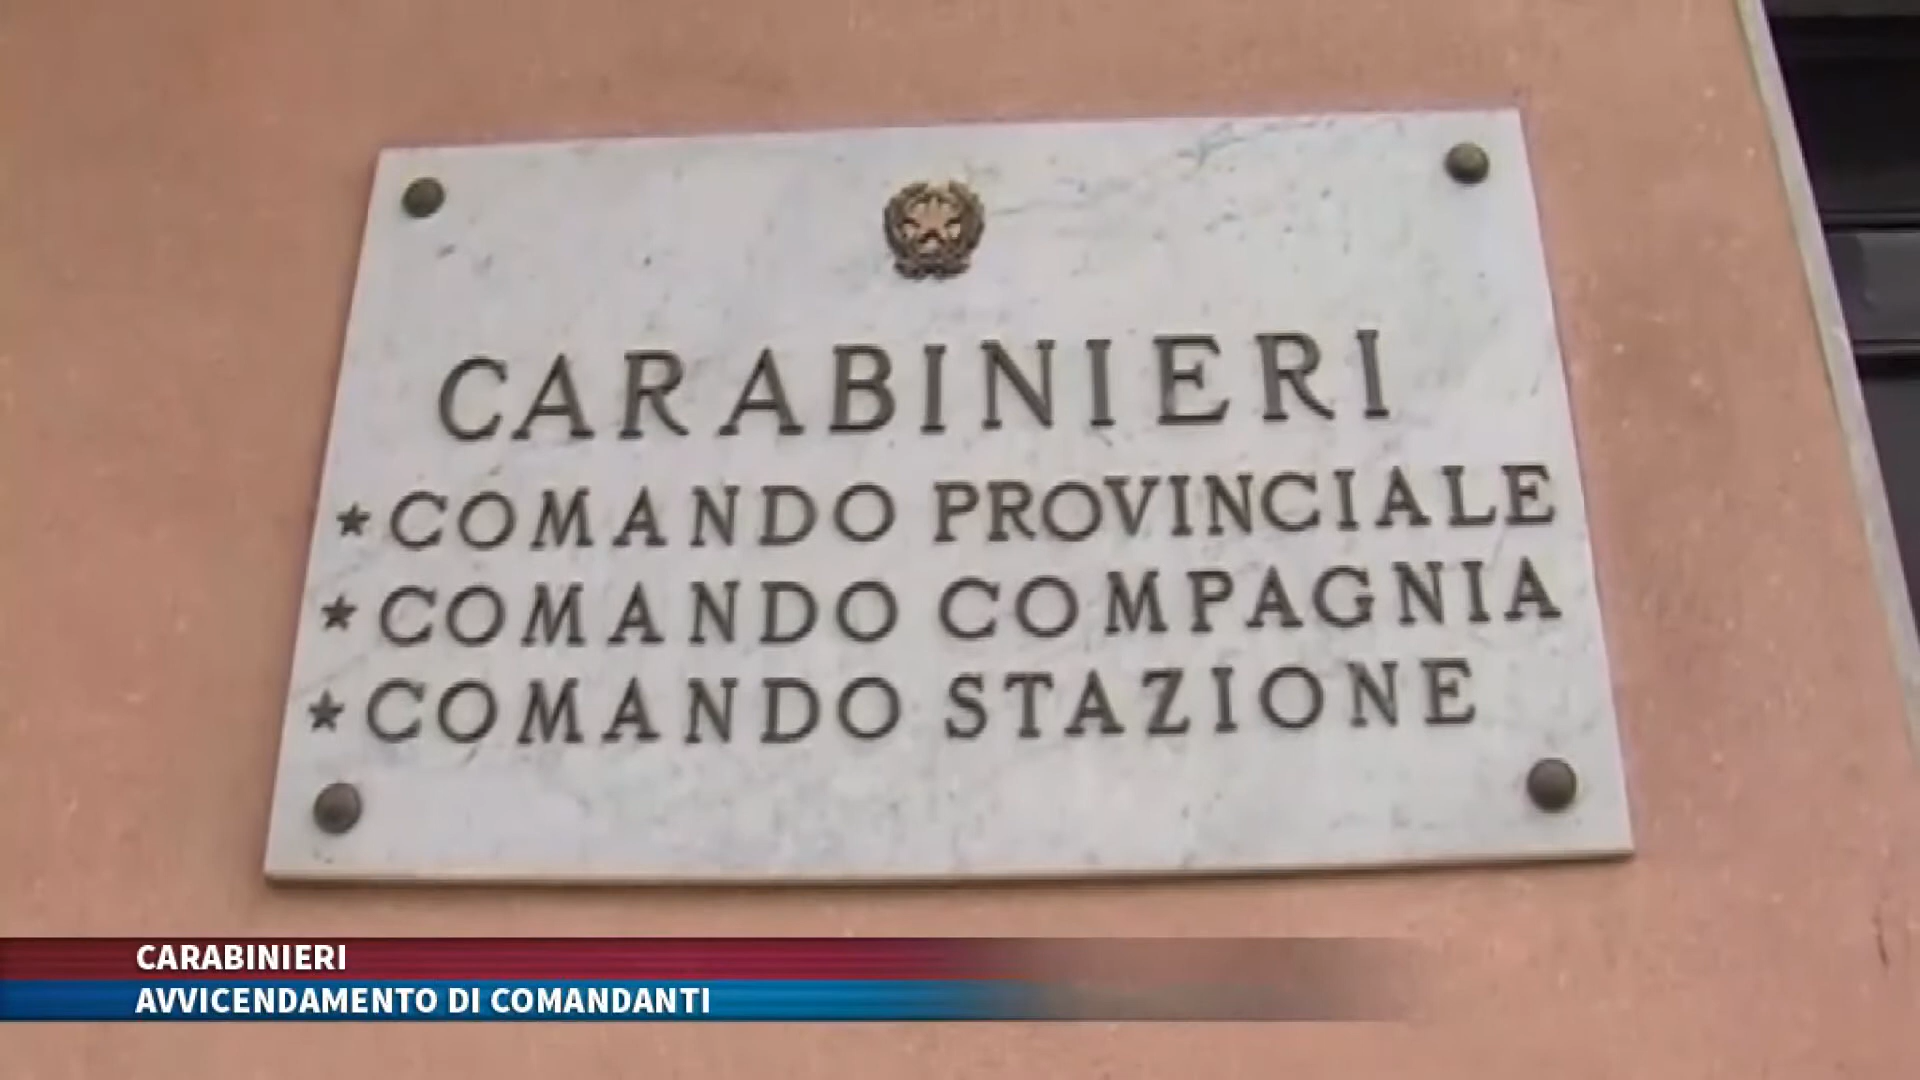 CARABINIERI
★COMANDO PROVINCIALE
★COMANDO COMPAGNIA
★COMANDO STAZIONE
CARABINIERI
AVVICENDAMENTO DI COMANDANTI